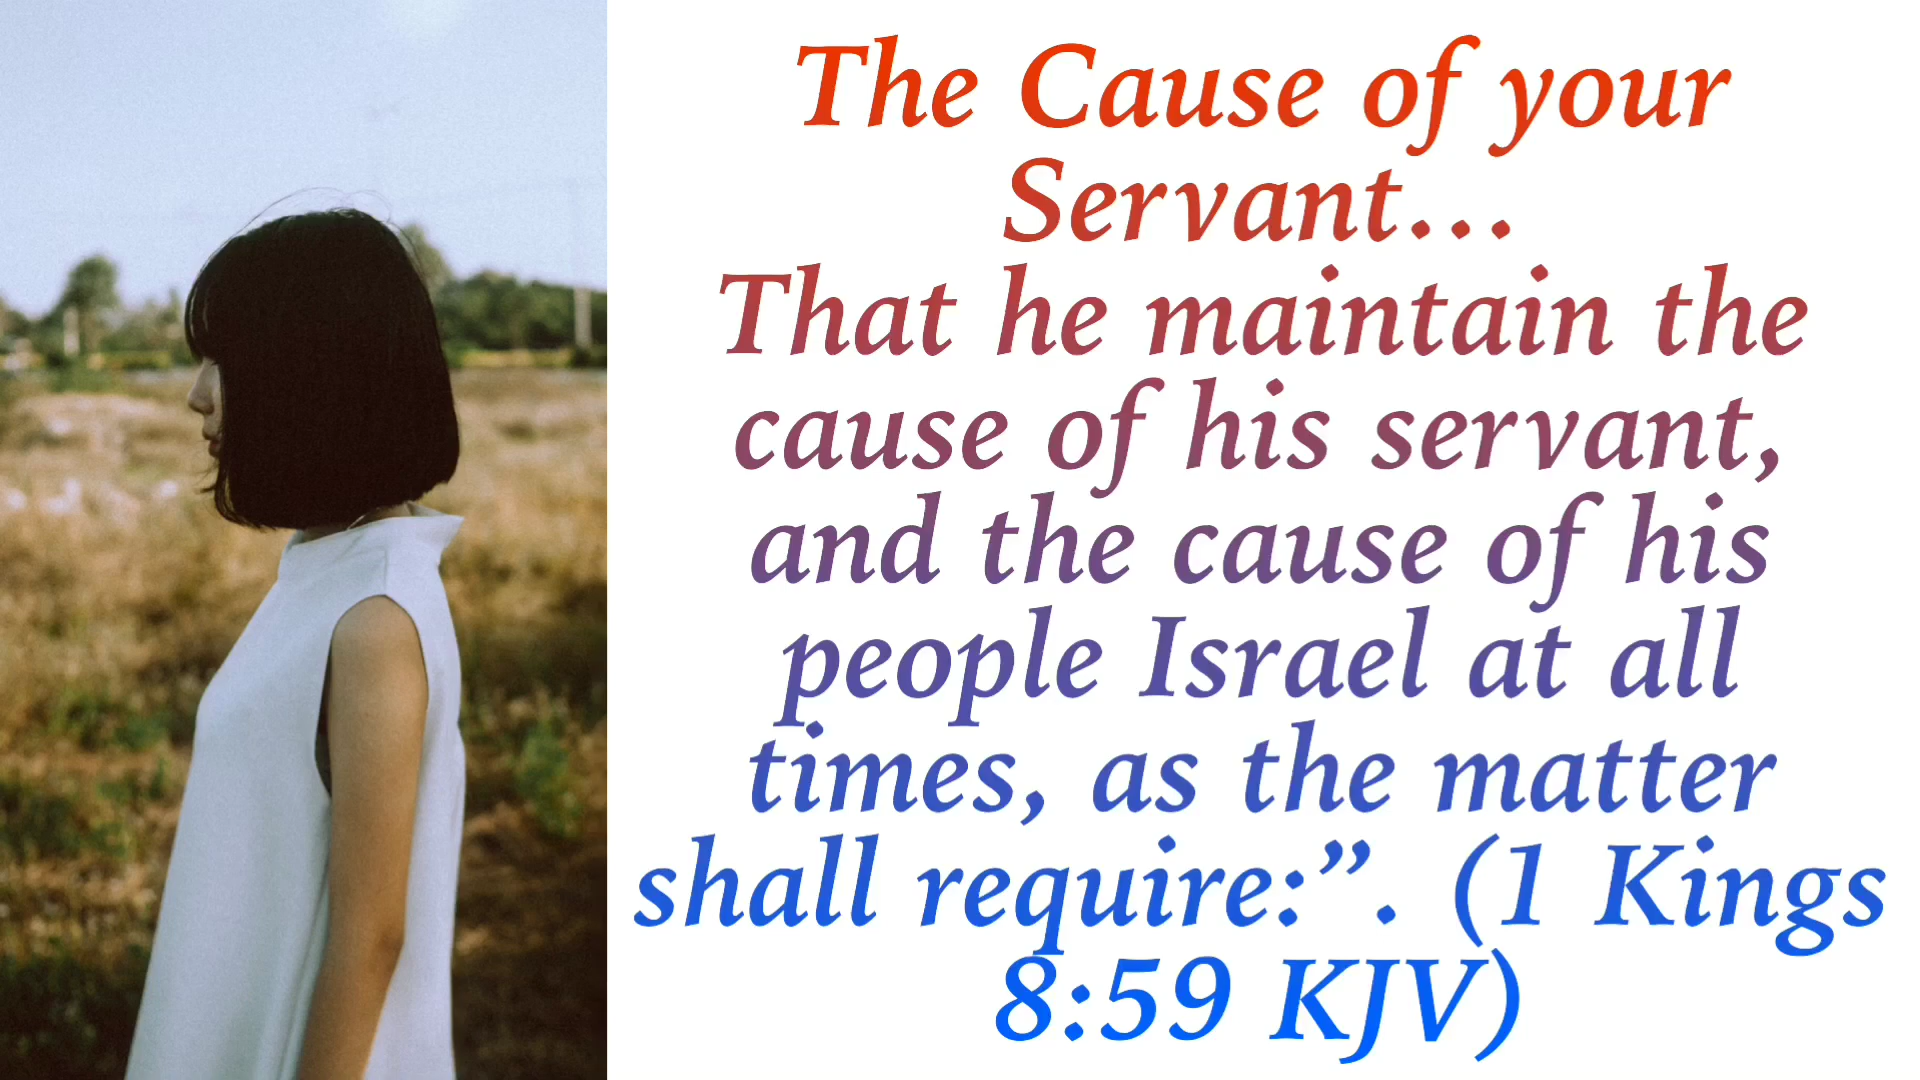 The Cause of your
Servant...
That he maintain the
cause of his servant,
and the cause of his
people Israel at all
times, as the matter
shall require:”. (1 Kings
8:59 KJV)